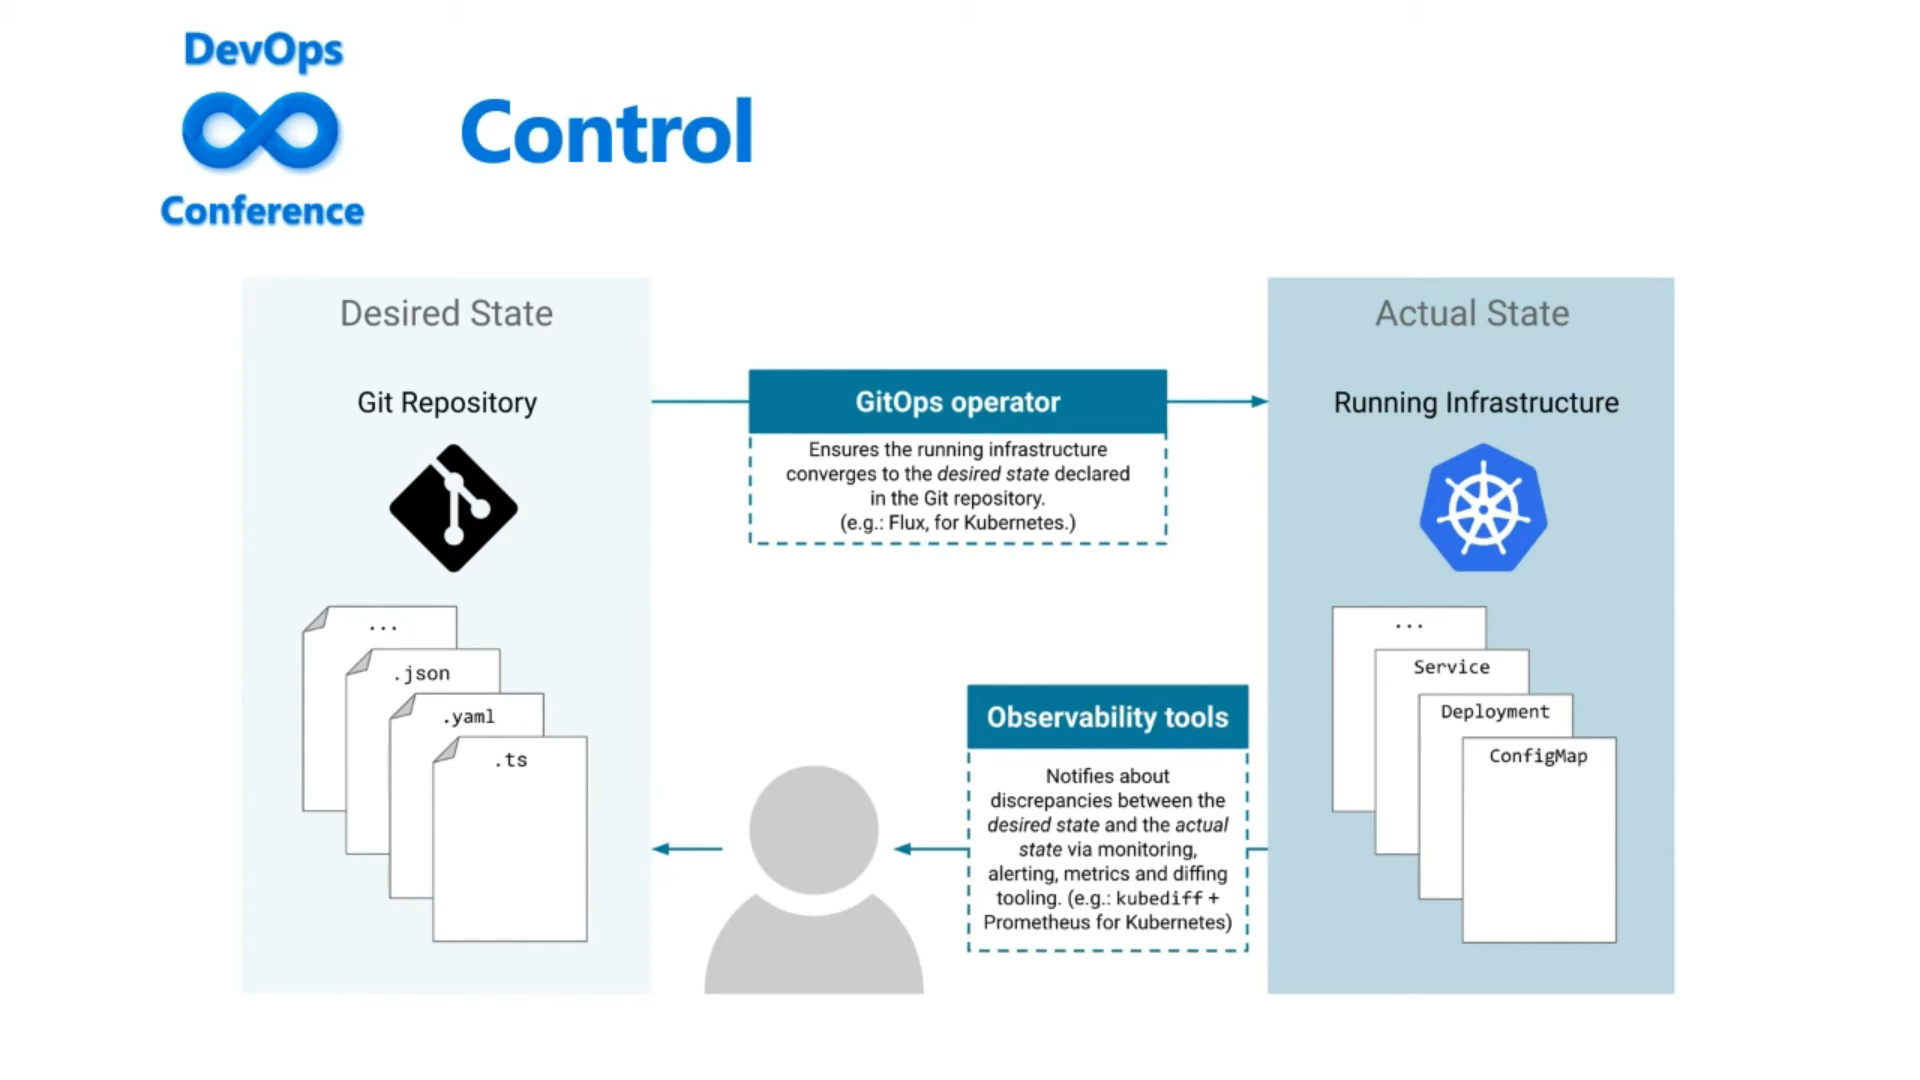 DevOps
Conference
Control
Desired State
Git Repository
...
.json
.yaml
.ts
GitOps operator
Ensures the running infrastructure
converges to the desired state declared
in the Git repository.
(e.g.: Flux, for Kubernetes.)
Observability tools
Notifies about
discrepancies between the
desired state and the actual
state via monitoring,
alerting, metrics and diffing
tooling. (e.g.: kubediff +
Prometheus for Kubernetes)
Actual State
Running Infrastructure
...
Service
Deployment
ConfigMap